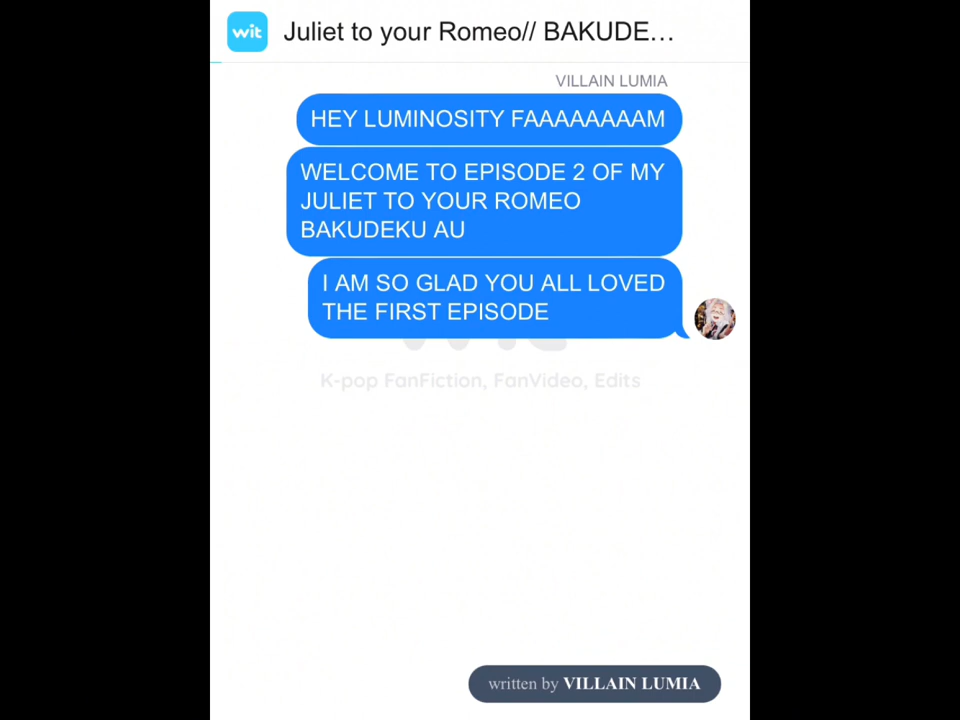 wit
Juliet to your Romeo// BAKUDE...
VILLAIN LUMIA
HEY LUMINOSITY FAAAAAAAAM
WELCOME TO EPISODE 2 OF MY
JULIET TO YOUR ROMEO
BAKUDEKU AU
I AM SO GLAD YOU ALL LOVED
THE FIRST EPISODE
K-pop FanFiction, FanVideo, Edits
written by VILLAIN LUMIA